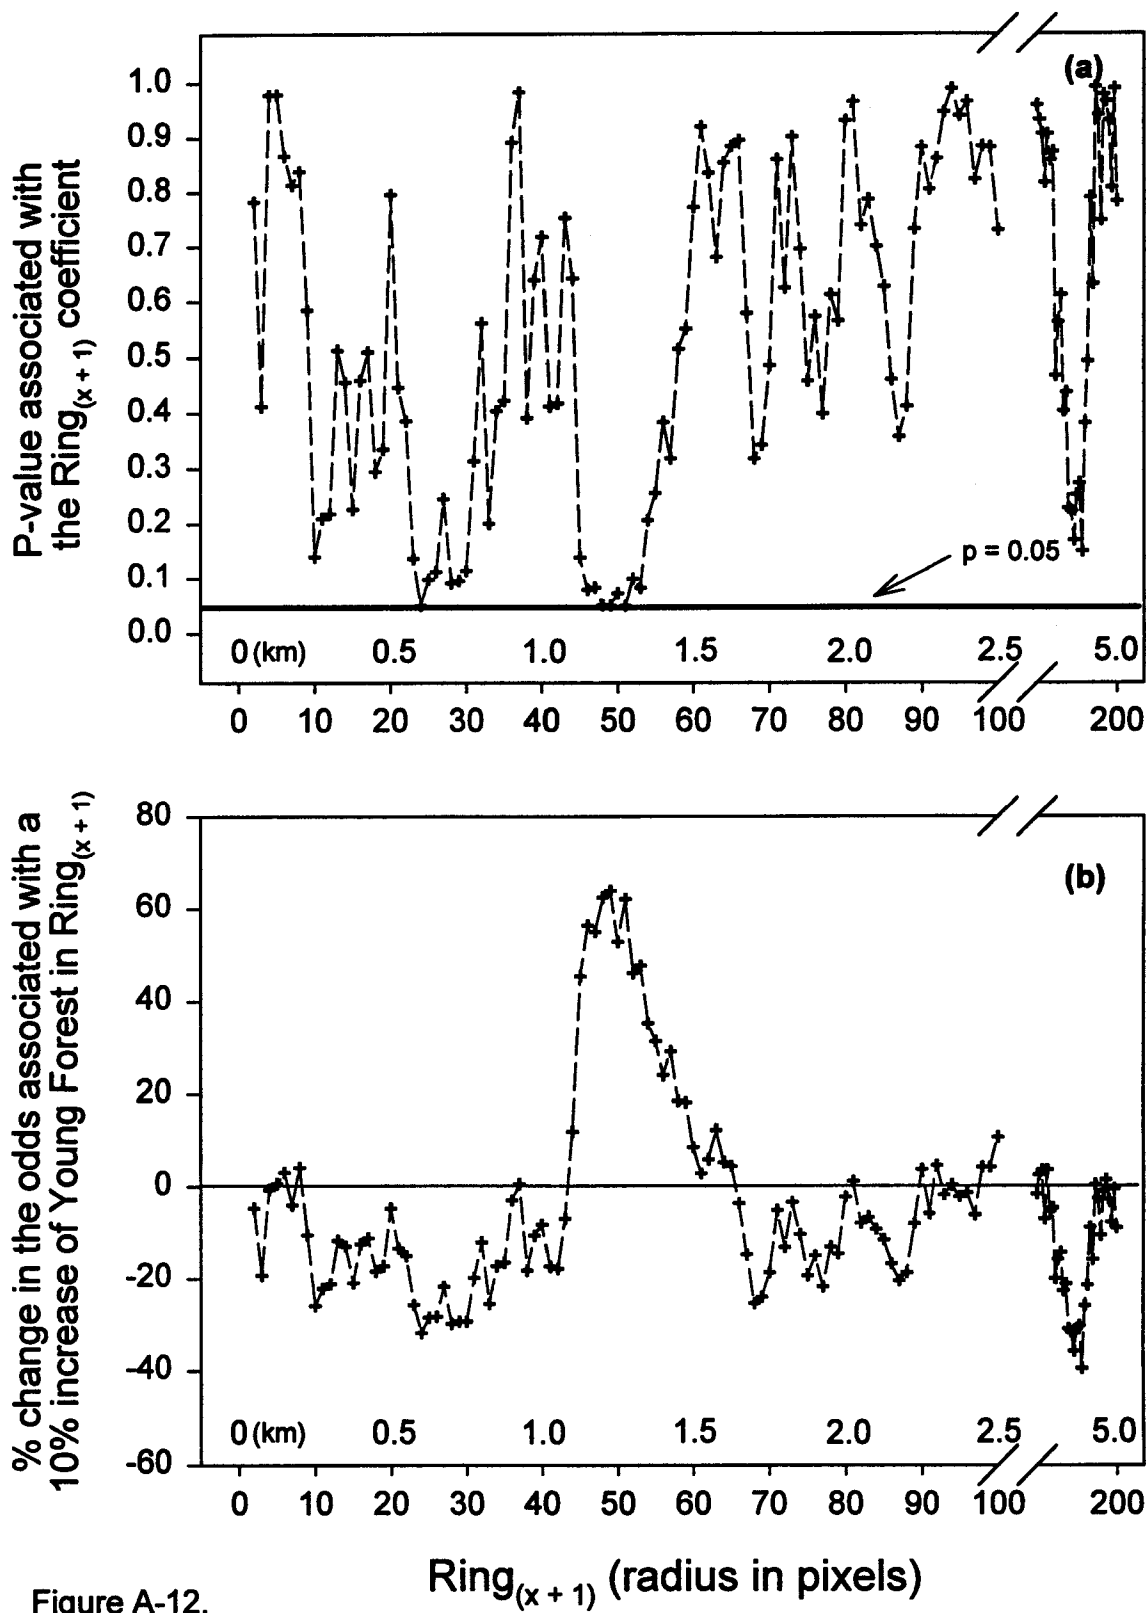 (a)
P-value associated with
the Ring(x + 1) coefficient
1.0
0.9
0.8
0.7
0.6
0.5
0.4
0.3
0.2
0.1
0.0
p = 0.05
0 (km) 0.5 1.0 1.5 2.0 2.5 5.0
0 10 20 30 40 50 60 70 80 90 100 200
(b)
% change in the odds associated with a
10% increase of Young Forest in Ring(x + 1)
80
60
40
20
0
-20
-40
-60
0 (km) 0.5 1.0 1.5 2.0 2.5 5.0
0 10 20 30 40 50 60 70 80 90 100 200
Ring(x + 1) (radius in pixels)
Figure A-12.